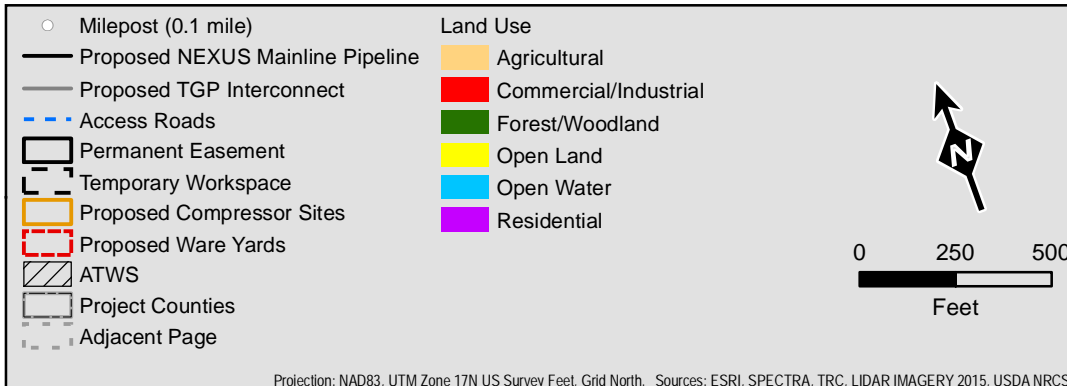 Milepost (0.1 mile)
Proposed NEXUS Mainline Pipeline
Proposed TGP Interconnect
Access Roads
Permanent Easement
Temporary Workspace
Proposed Compressor Sites
Proposed Ware Yards
ATWS
Project Counties
Adjacent Page
Land Use
Agricultural
Commercial/Industrial
Forest/Woodland
Open Land
Open Water
Residential
N
0 250 500
Feet
Projection: NAD83, UTM Zone 17N US Survey Feet, Grid North. Sources: ESRI, SPECTRA, TRC, LIDAR IMAGERY 2015, USDA NRCS